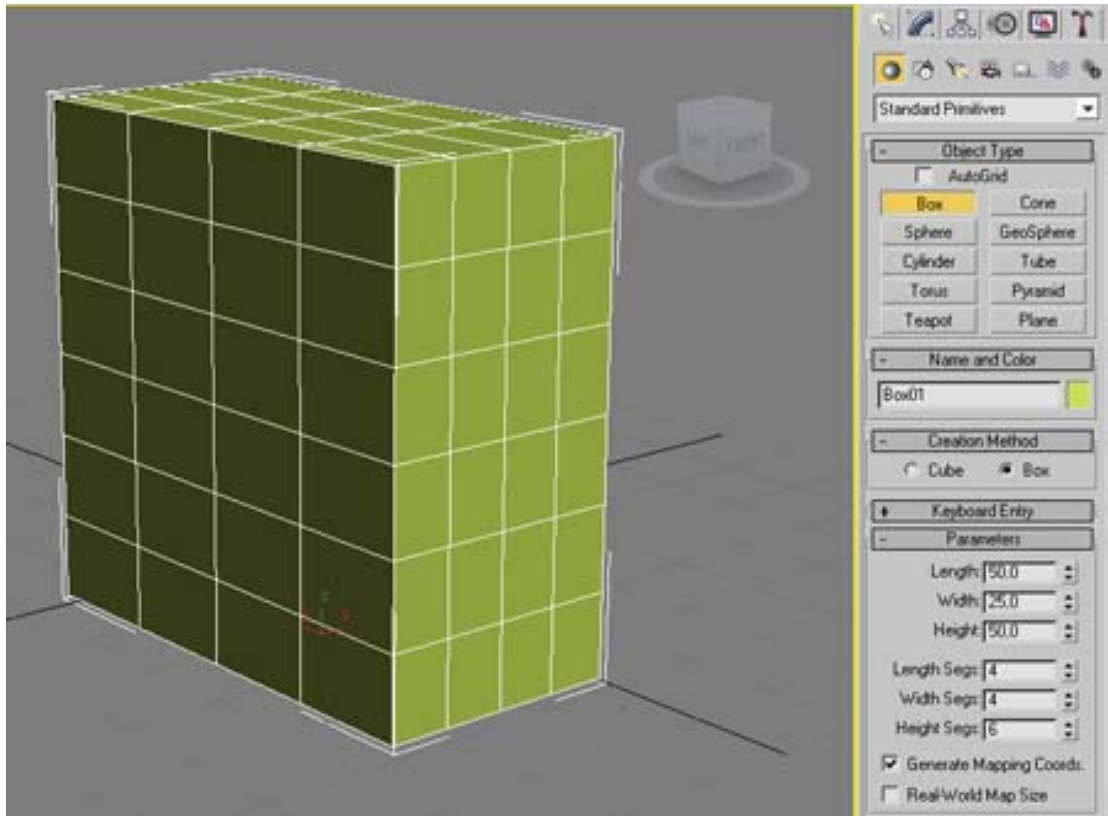 Standard Primitives
- Object Type
AutoGrid
Box Cone
Sphere GeoSphere
Cylinder Tube
Torus Pyramid
Teapot Plane
- Name and Color
Box01
- Creation Method
Cube Box
+ Keyboard Entry
- Parameters
Length: 50,0
Width: 25,0
Height: 50,0
Length Segs: 4
Width Segs: 4
Height Segs: 6
Generate Mapping Coords.
Real-World Map Size